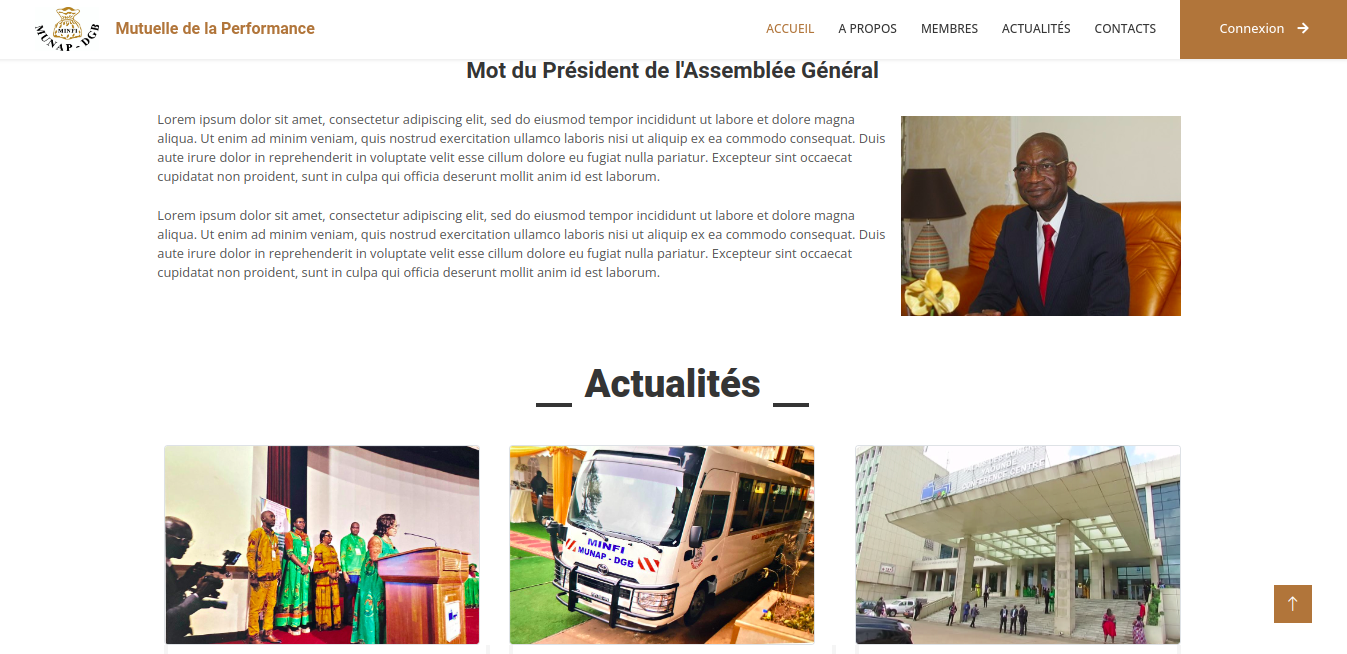 MINFI
MUNAP-DGB
Mutuelle de la Performance
ACCUEIL
A PROPOS
MEMBRES
ACTUALITÉS
CONTACTS
Connexion
Mot du Président de l'Assemblée Général
Lorem ipsum dolor sit amet, consectetur adipiscing elit, sed do eiusmod tempor incididunt ut labore et dolore magna
aliqua. Ut enim ad minim veniam, quis nostrud exercitation ullamco laboris nisi ut aliquip ex ea commodo consequat. Duis
aute irure dolor in reprehenderit in voluptate velit esse cillum dolore eu fugiat nulla pariatur. Excepteur sint occaecat
cupidatat non proident, sunt in culpa qui officia deserunt mollit anim id est laborum.
Lorem ipsum dolor sit amet, consectetur adipiscing elit, sed do eiusmod tempor incididunt ut labore et dolore magna
aliqua. Ut enim ad minim veniam, quis nostrud exercitation ullamco laboris nisi ut aliquip ex ea commodo consequat. Duis
aute irure dolor in reprehenderit in voluptate velit esse cillum dolore eu fugiat nulla pariatur. Excepteur sint occaecat
cupidatat non proident, sunt in culpa qui officia deserunt mollit anim id est laborum.
Actualités
MINFI
MUNAP - DGB
CONFERENCE CENTER